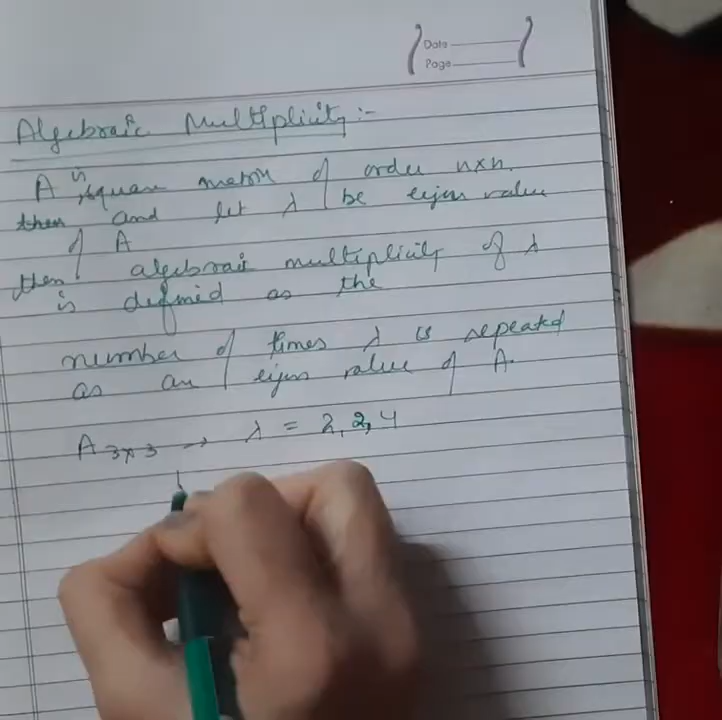 Date
Page
Algebraic Multiplicity :-
A is square matrix of order n×n.
then and let λ be eigen value
of A
then algebraic multiplicity of λ
is defined as the
number of times λ is repeated
as an eigen value of A.
A 3×3 → λ = 2, 2, 4